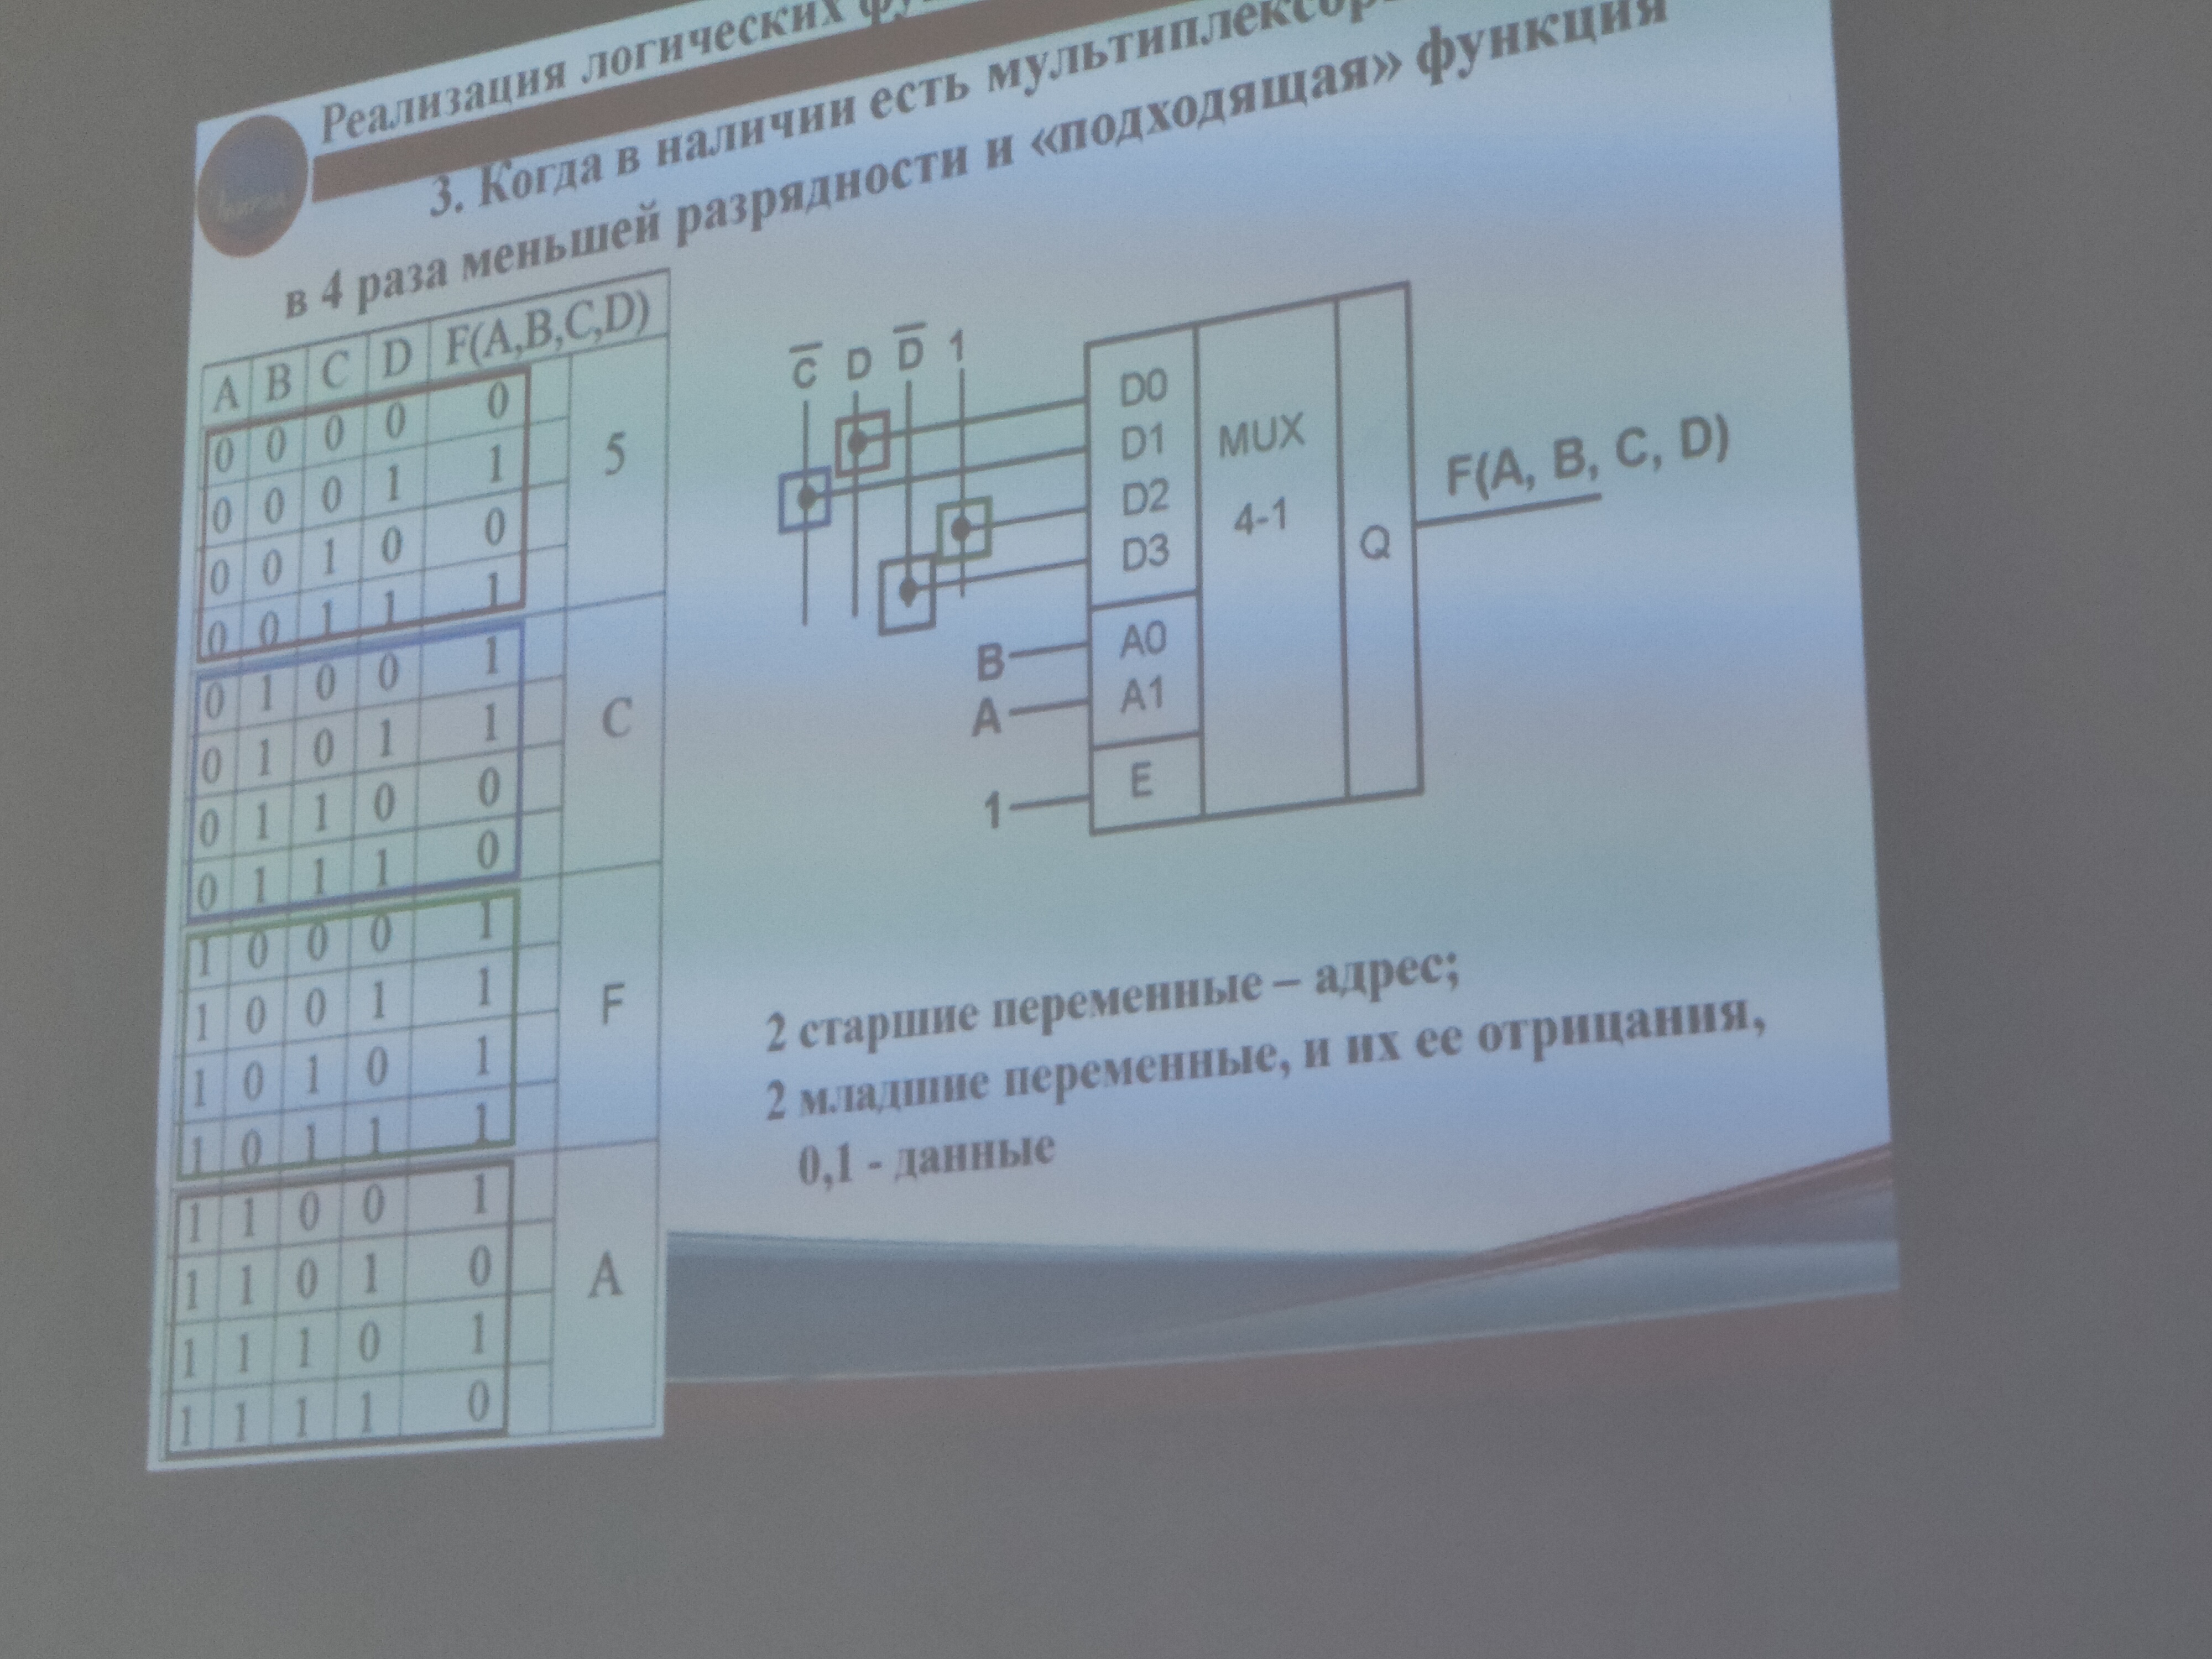 Реализация логических
3. Когда в наличии есть
в 4 раза меньшей разрядности и «подходящая» функция
A B C D F(A,B,C,D)
0 0 0 0 0
0 0 0 1 1
0 0 1 0 0
0 0 1 1 1
5
0 1 0 0 1
0 1 0 1 1
0 1 1 0 0
0 1 1 1 0
C
1 0 0 0 1
1 0 0 1 1
1 0 1 0 1
1 0 1 1 1
F
1 1 0 0 1
1 1 0 1 0
1 1 1 0 1
1 1 1 1 0
A
C̅ D D̅ 1
D0
D1
D2
D3
MUX
4-1
Q
F(A, B, C, D)
B A0
A A1
1 E
2 старшие переменные – адрес;
2 младшие переменные, и их ее отрицания,
0,1 - данные